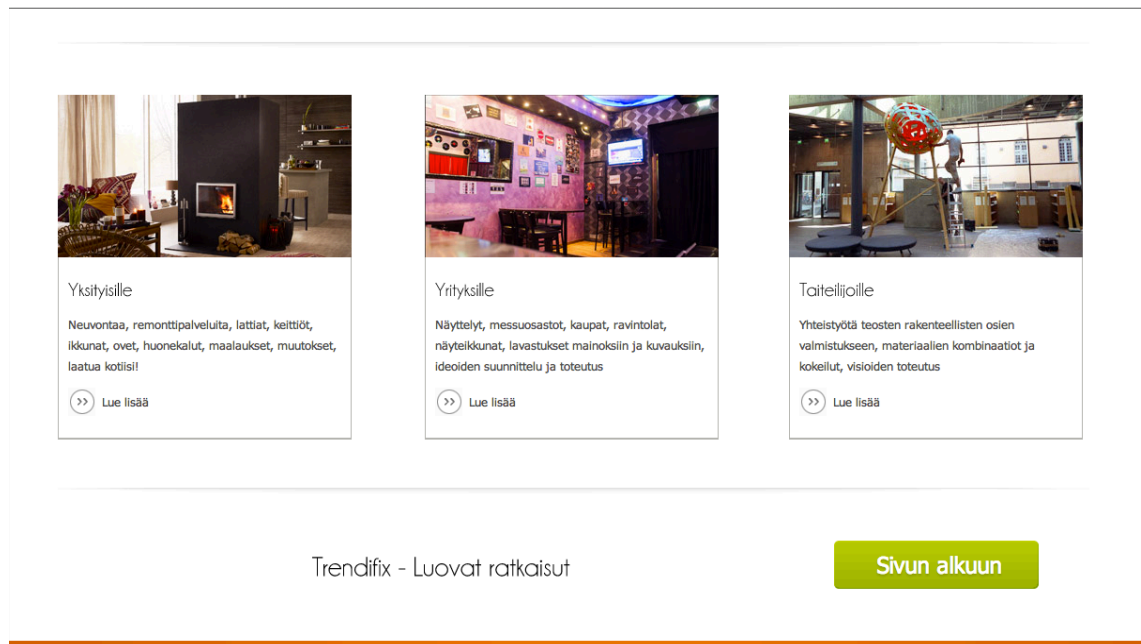 Yksityisille
Neuvontaa, remonttipalveluita, lattiat, keittiöt,
ikkunat, ovet, huonekalut, maalaukset, muutokset,
laatua kotiisi!
Lue lisää
Yrityksille
Näyttelyt, messuosastot, kaupat, ravintolat,
näyteikkunat, lavastukset mainoksiin ja kuvauksiin,
ideoiden suunnittelu ja toteutus
Lue lisää
Taiteilijoille
Yhteistyötä teosten rakenteellisten osien
valmistukseen, materiaalien kombinaatiot ja
kokeilut, visioiden toteutus
Lue lisää
Trendifix - Luovat ratkaisut
Sivun alkuun